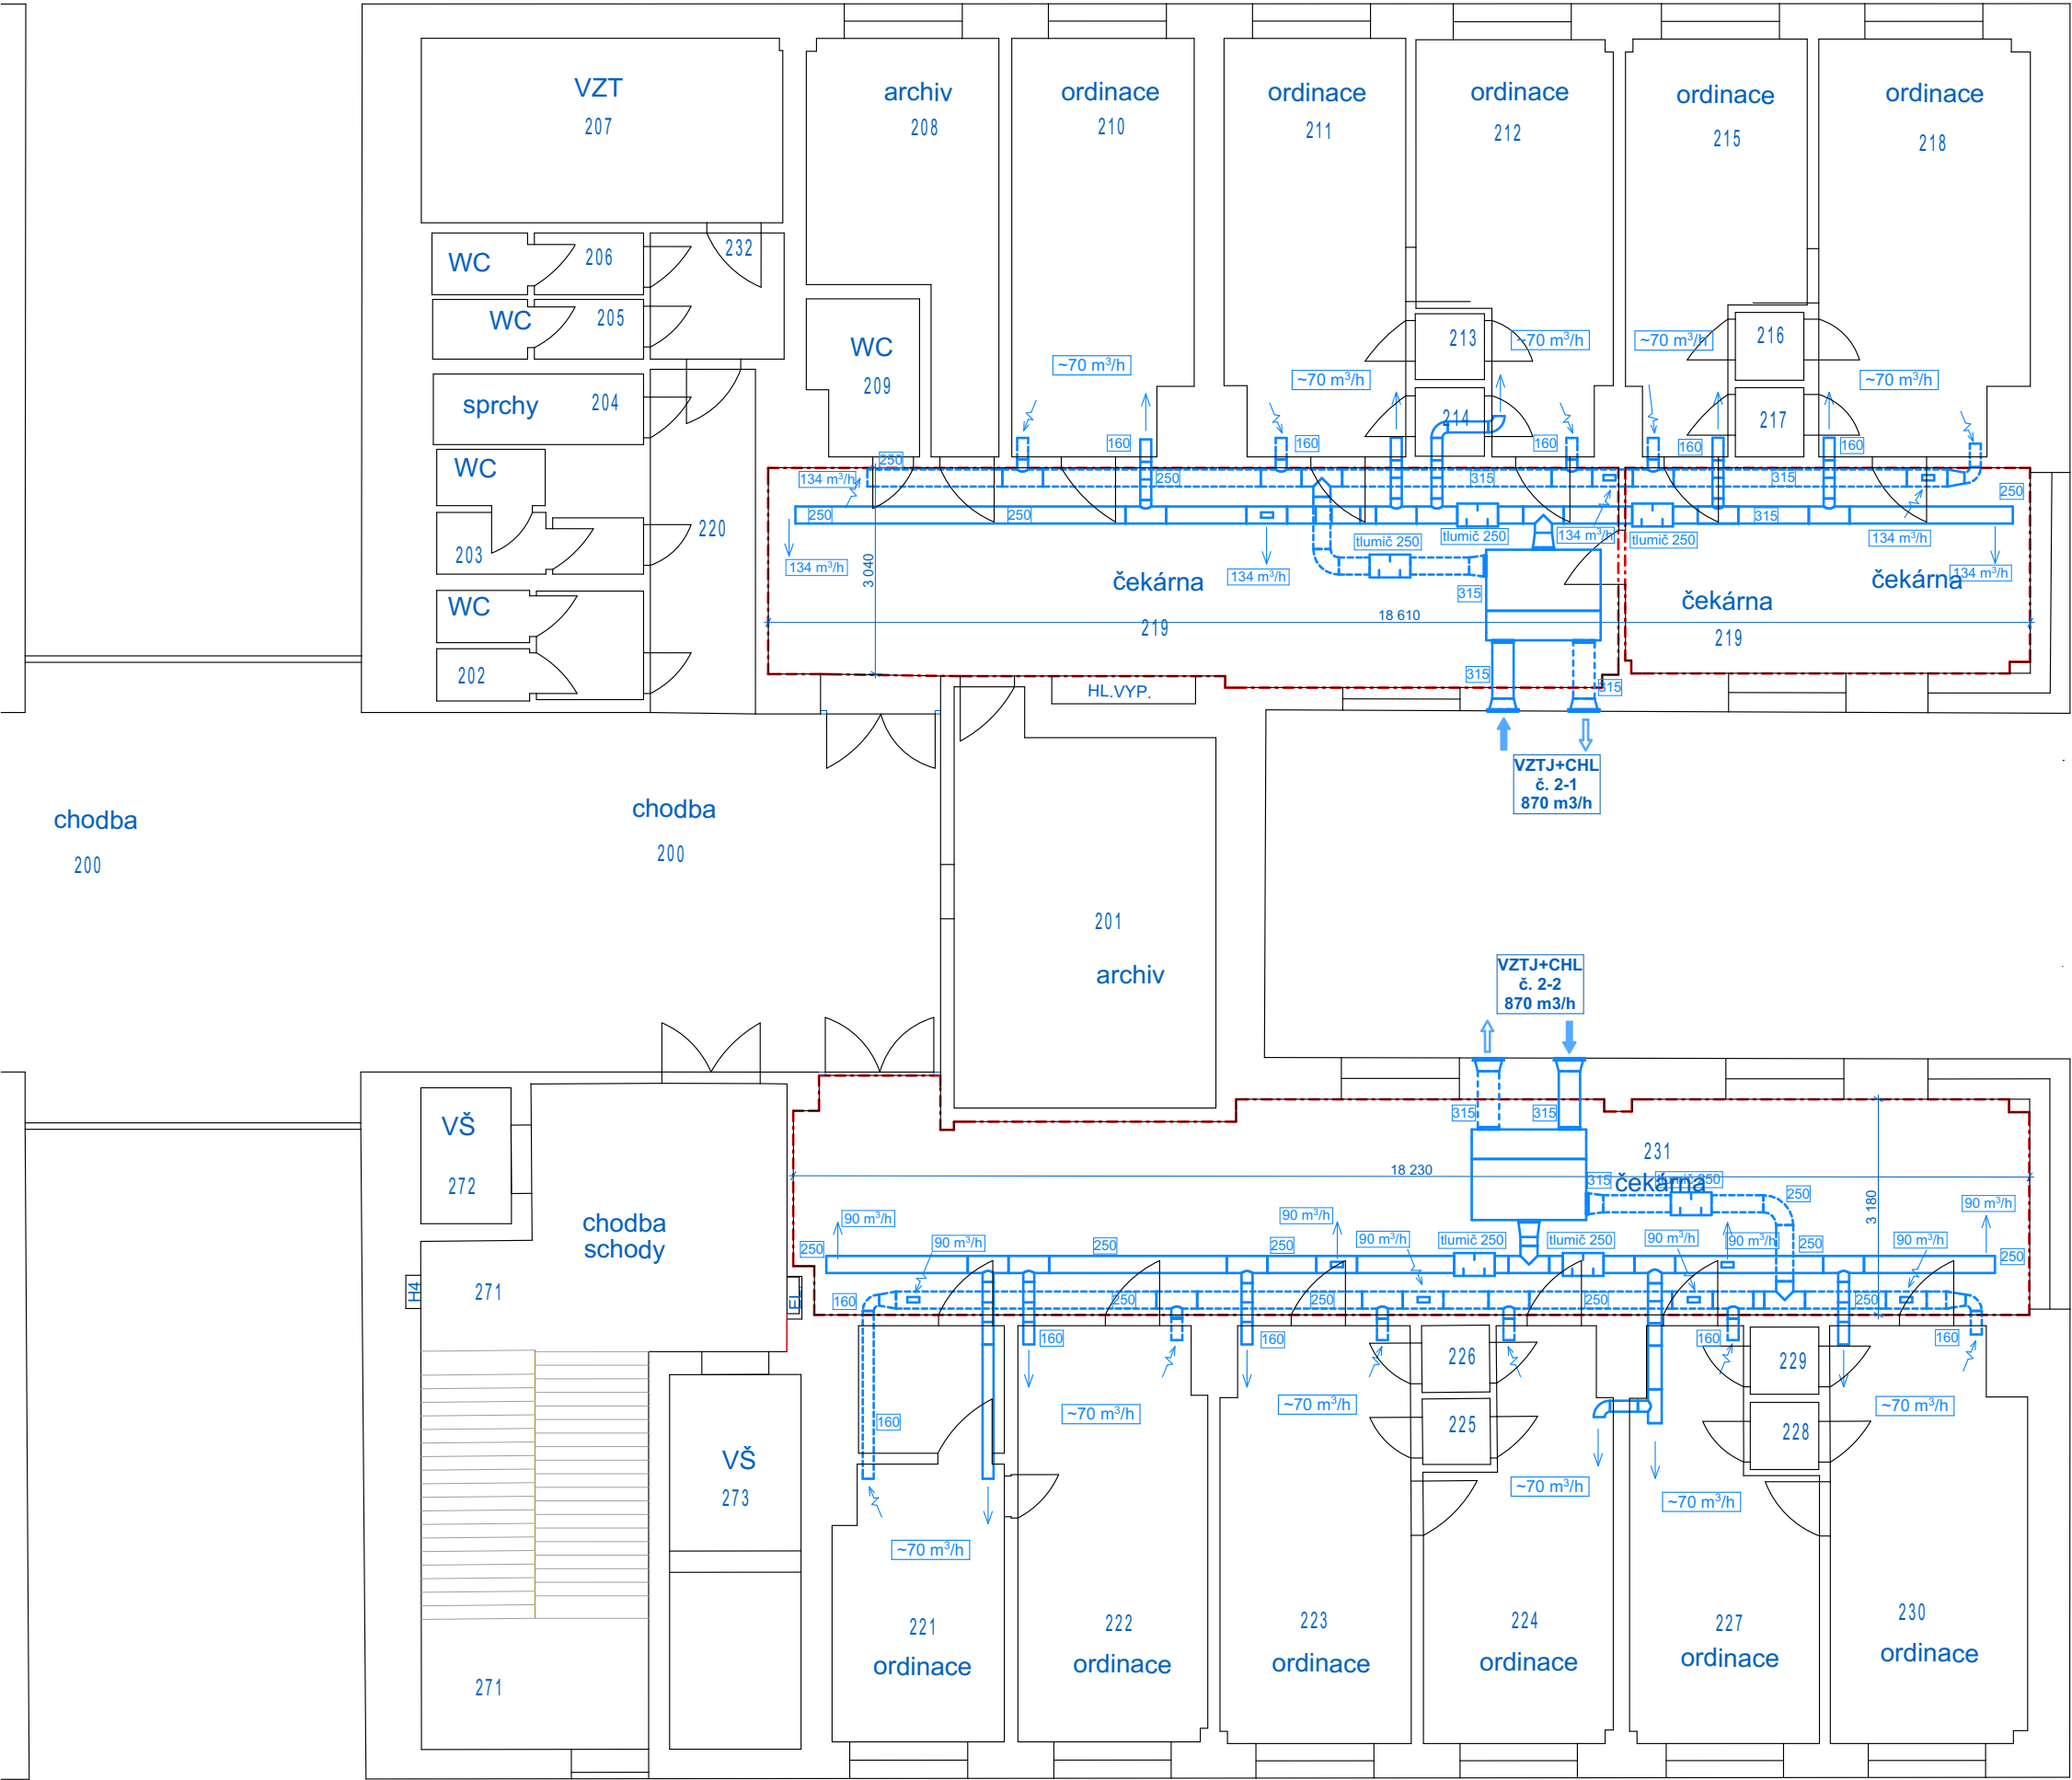 VZT
207
archiv
208
ordinace
210
ordinace
211
ordinace
212
ordinace
215
ordinace
218
WC
206
232
WC
205
WC
209
sprchy
204
WC
203
220
WC
202
213
214
216
217
~70 m³/h
~70 m³/h
~70 m³/h
~70 m³/h
~70 m³/h
160
160
160
160
160
250
134 m³/h
250
315
315
250
250
250
315
tlumič 250
tlumič 250
134 m³/h
tlumič 250
134 m³/h
134 m³/h
134 m³/h
134 m³/h
3 040
čekárna
219
315
18 610
čekárna
219
čekárna
315
315
HL.VYP.
VZTJ+CHL
č. 2-1
870 m3/h
chodba
200
chodba
200
201
archiv
VZTJ+CHL
č. 2-2
870 m3/h
315
315
VŠ
272
231
čekárna
18 230
315
tlumič 250
250
3 180
chodba
schody
271
H4
EL
90 m³/h
90 m³/h
90 m³/h
90 m³/h
90 m³/h
90 m³/h
90 m³/h
90 m³/h
250
250
250
tlumič 250
tlumič 250
250
250
160
250
250
250
250
160
160
160
160
160
226
225
229
228
~70 m³/h
~70 m³/h
~70 m³/h
~70 m³/h
~70 m³/h
~70 m³/h
VŠ
273
271
221
ordinace
222
ordinace
223
ordinace
224
ordinace
227
ordinace
230
ordinace